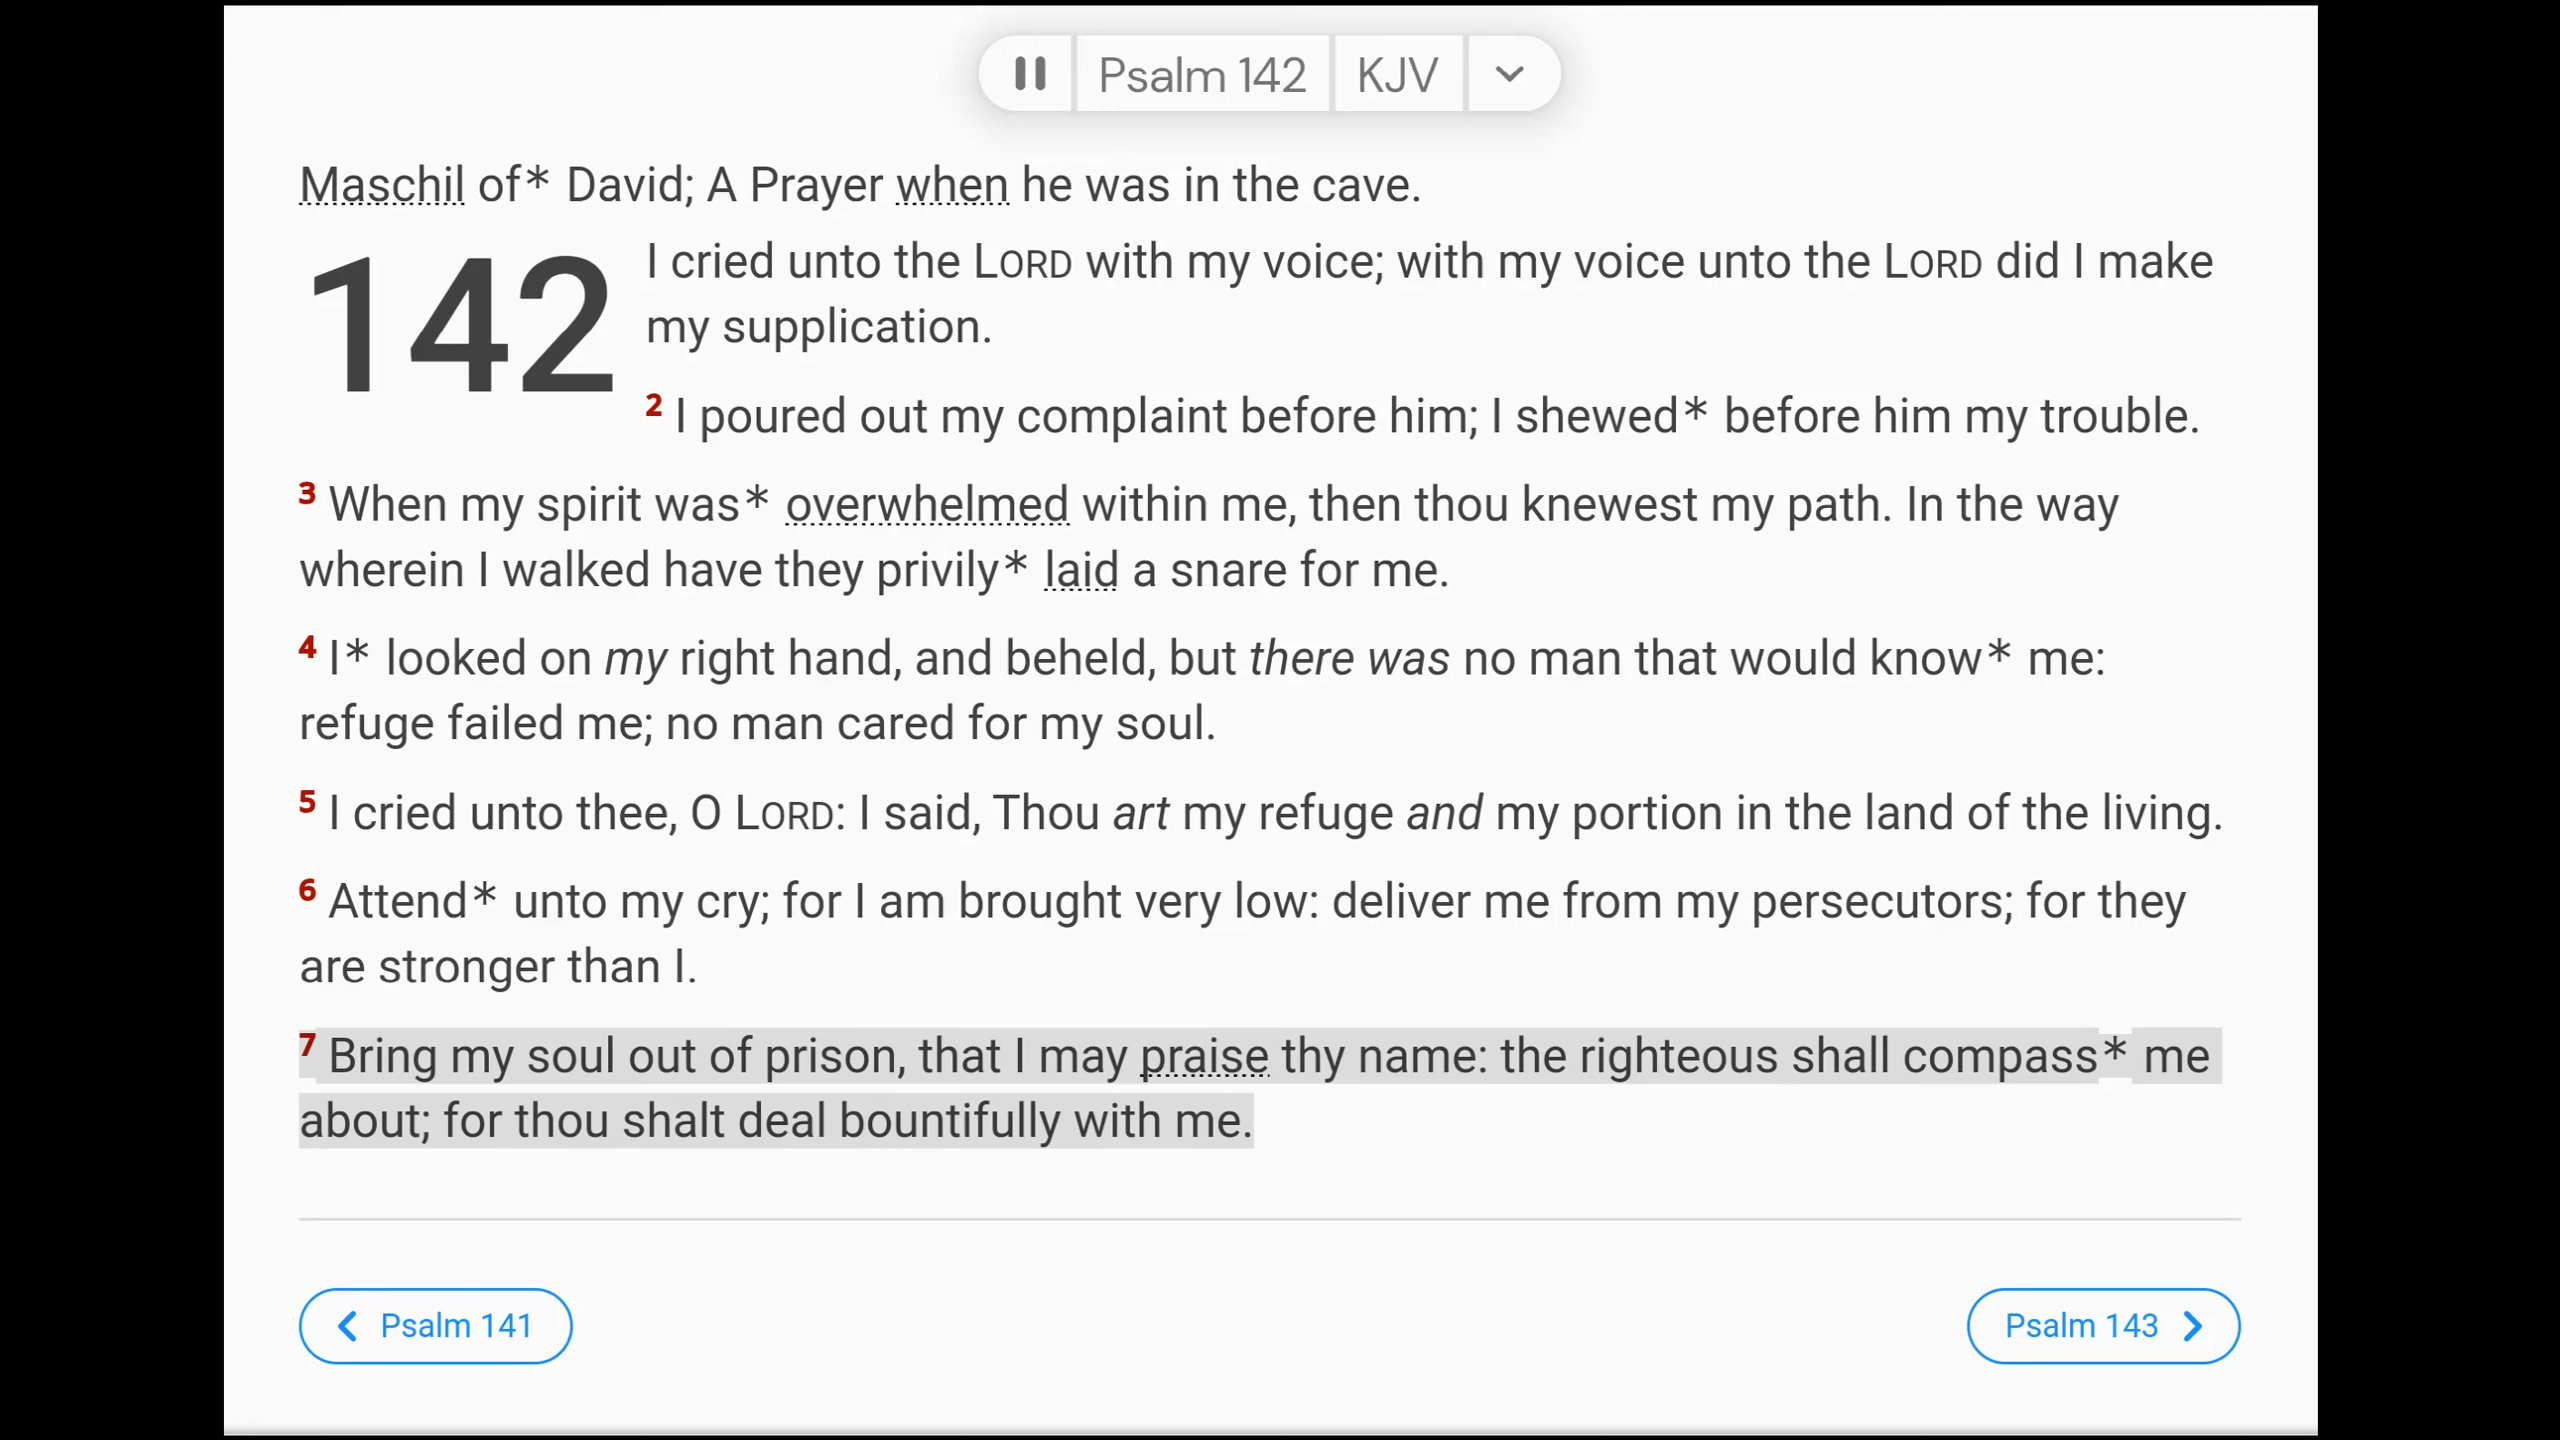 Psalm 142 KJV
Maschil of* David; A Prayer when he was in the cave.
142
I cried unto the LORD with my voice; with my voice unto the LORD did I make
my supplication.
2 I poured out my complaint before him; I shewed* before him my trouble.
3 When my spirit was* overwhelmed within me, then thou knewest my path. In the way
wherein I walked have they privily* laid a snare for me.
4 I* looked on my right hand, and beheld, but there was no man that would know* me:
refuge failed me; no man cared for my soul.
5 I cried unto thee, O LORD: I said, Thou art my refuge and my portion in the land of the living.
6 Attend* unto my cry; for I am brought very low: deliver me from my persecutors; for they
are stronger than I.
7 Bring my soul out of prison, that I may praise thy name: the righteous shall compass* me
about; for thou shalt deal bountifully with me.
Psalm 141
Psalm 143